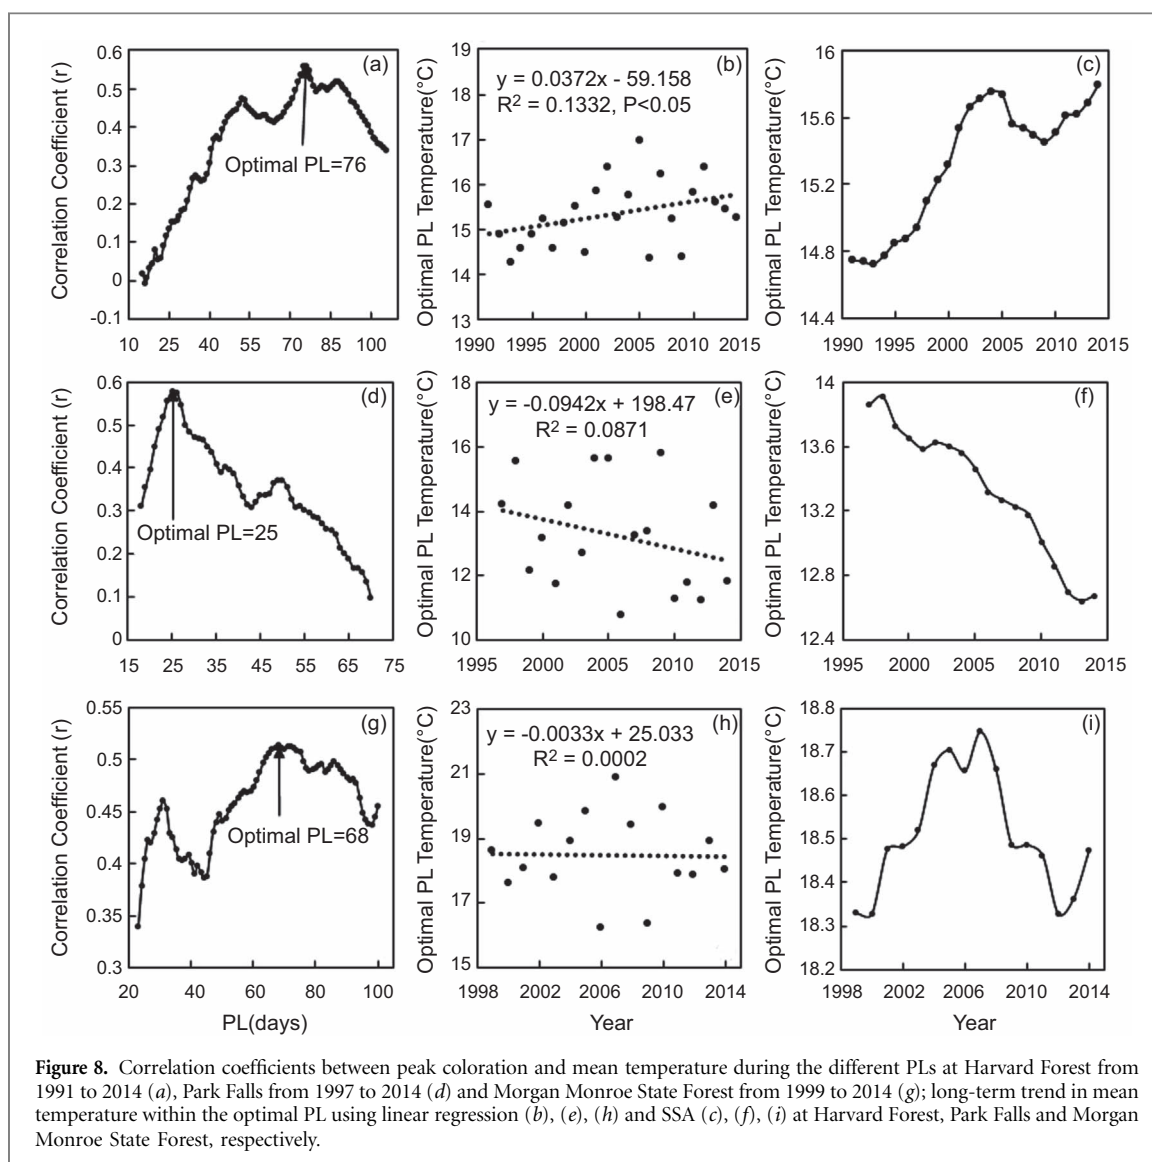 Correlation Coefficient (r)
0.6
0.5
0.4
0.3
0.2
0.1
0
-0.1
(a)
Optimal PL=76
10 25 40 55 70 85 100
Optimal PL Temperature(°C)
19
18
17
16
15
14
13
(b)
y = 0.0372x - 59.158
R2 = 0.1332, P<0.05
1990 1995 2000 2005 2010 2015
Optimal PL Temperature(°C)
16
15.6
15.2
14.8
14.4
(c)
1990 1995 2000 2005 2010 2015
Correlation Coefficient (r)
0.6
0.5
0.4
0.3
0.2
0.1
0
(d)
Optimal PL=25
15 25 35 45 55 65 75
Optimal PL Temperature(°C)
18
16
14
12
10
(e)
y = -0.0942x + 198.47
R2 = 0.0871
1995 2000 2005 2010 2015
Optimal PL Temperature(°C)
14
13.6
13.2
12.8
12.4
(f)
1995 2000 2005 2010 2015
Correlation Coefficient (r)
0.55
0.5
0.45
0.4
0.35
0.3
(g)
Optimal PL=68
20 40 60 80 100
PL(days)
Optimal PL Temperature(°C)
23
21
19
17
15
(h)
y = -0.0033x + 25.033
R2 = 0.0002
1998 2002 2006 2010 2014
Year
Optimal PL Temperature(°C)
18.8
18.7
18.6
18.5
18.4
18.3
18.2
(i)
1998 2002 2006 2010 2014
Year
Figure 8. Correlation coefficients between peak coloration and mean temperature during the different PLs at Harvard Forest from
1991 to 2014 (a), Park Falls from 1997 to 2014 (d) and Morgan Monroe State Forest from 1999 to 2014 (g); long-term trend in mean
temperature within the optimal PL using linear regression (b), (e), (h) and SSA (c), (f), (i) at Harvard Forest, Park Falls and Morgan
Monroe State Forest, respectively.